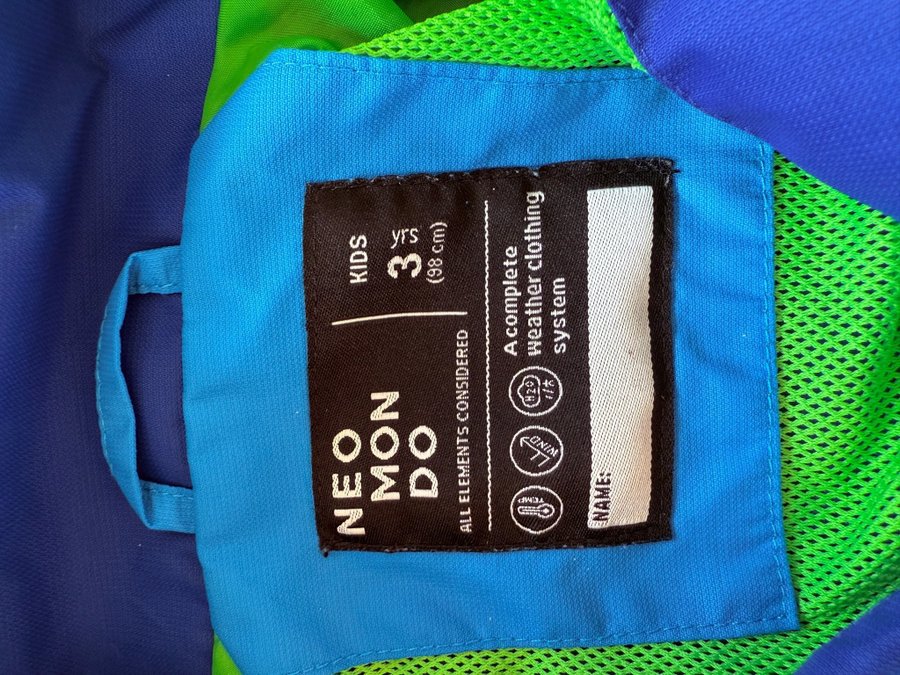 NEO
MON
DO
ALL ELEMENTS CONSIDERED
KIDS
3 yrs
(98 cm)
TEMP
WIND
H2O
A complete
weather clothing
system
NAME: